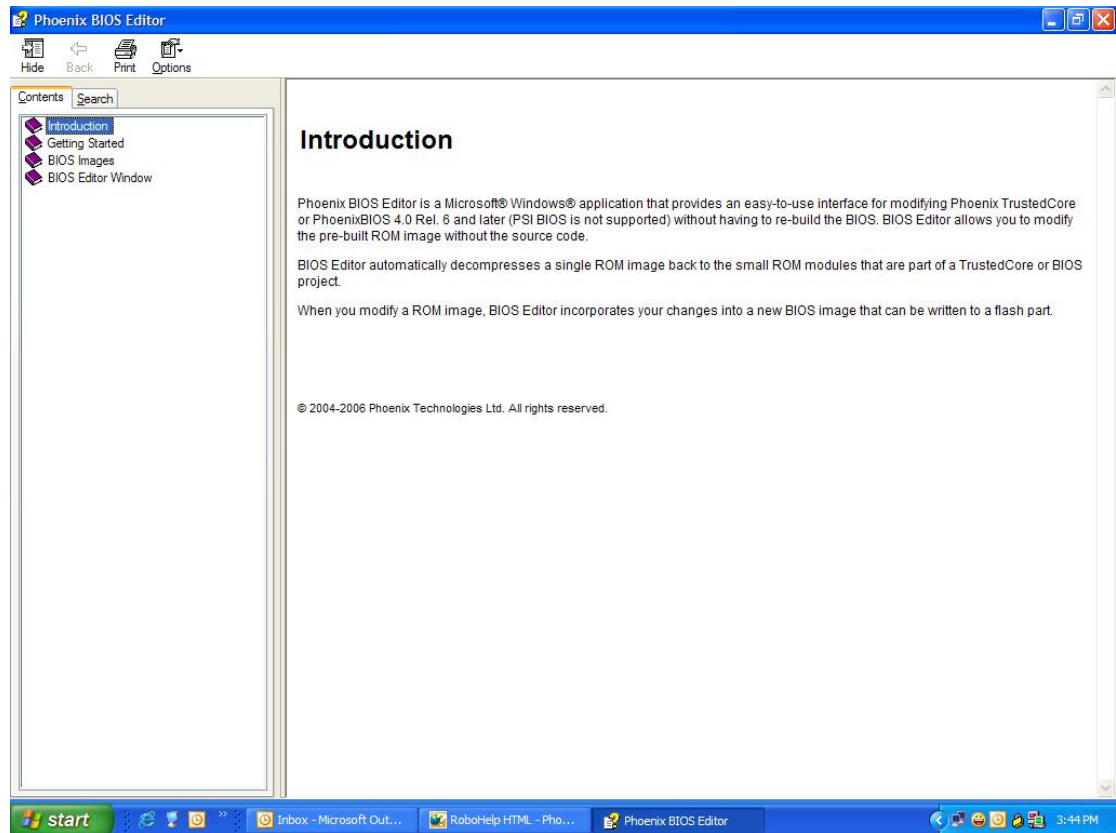 Phoenix BIOS Editor
Hide Back Print Options
Contents Search
Introduction
Getting Started
BIOS Images
BIOS Editor Window
Introduction
Phoenix BIOS Editor is a Microsoft® Windows® application that provides an easy-to-use interface for modifying Phoenix TrustedCore
or PhoenixBIOS 4.0 Rel. 6 and later (PSI BIOS is not supported) without having to re-build the BIOS. BIOS Editor allows you to modify
the pre-built ROM image without the source code.
BIOS Editor automatically decompresses a single ROM image back to the small ROM modules that are part of a TrustedCore or BIOS
project.
When you modify a ROM image, BIOS Editor incorporates your changes into a new BIOS image that can be written to a flash part.
© 2004-2006 Phoenix Technologies Ltd. All rights reserved.
start
Inbox - Microsoft Out...
RoboHelp HTML - Pho...
Phoenix BIOS Editor
3:44 PM